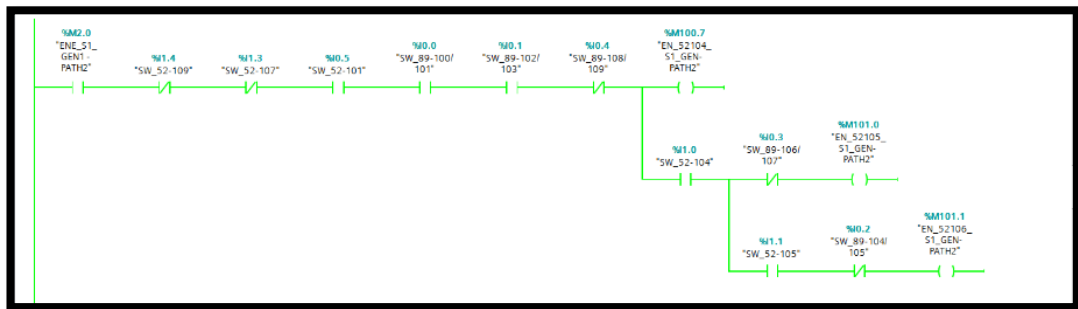 %M2.0
"ENE_S1_
GEN1 -
PATH2"
%I1.4
"SW_52-109"
%I1.3
"SW_52-107"
%I0.5
"SW_52-101"
%I0.0
"SW_89-100/
101"
%I0.1
"SW_89-102/
103"
%I0.4
"SW_89-108/
109"
%M100.7
"EN_52104_
S1_GEN-
PATH2"
%I1.0
"SW_52-104"
%I0.3
"SW_89-106/
107"
%M101.0
"EN_52105_
S1_GEN-
PATH2"
%I1.1
"SW_52-105"
%I0.2
"SW_89-104/
105"
%M101.1
"EN_52106_
S1_GEN-
PATH2"